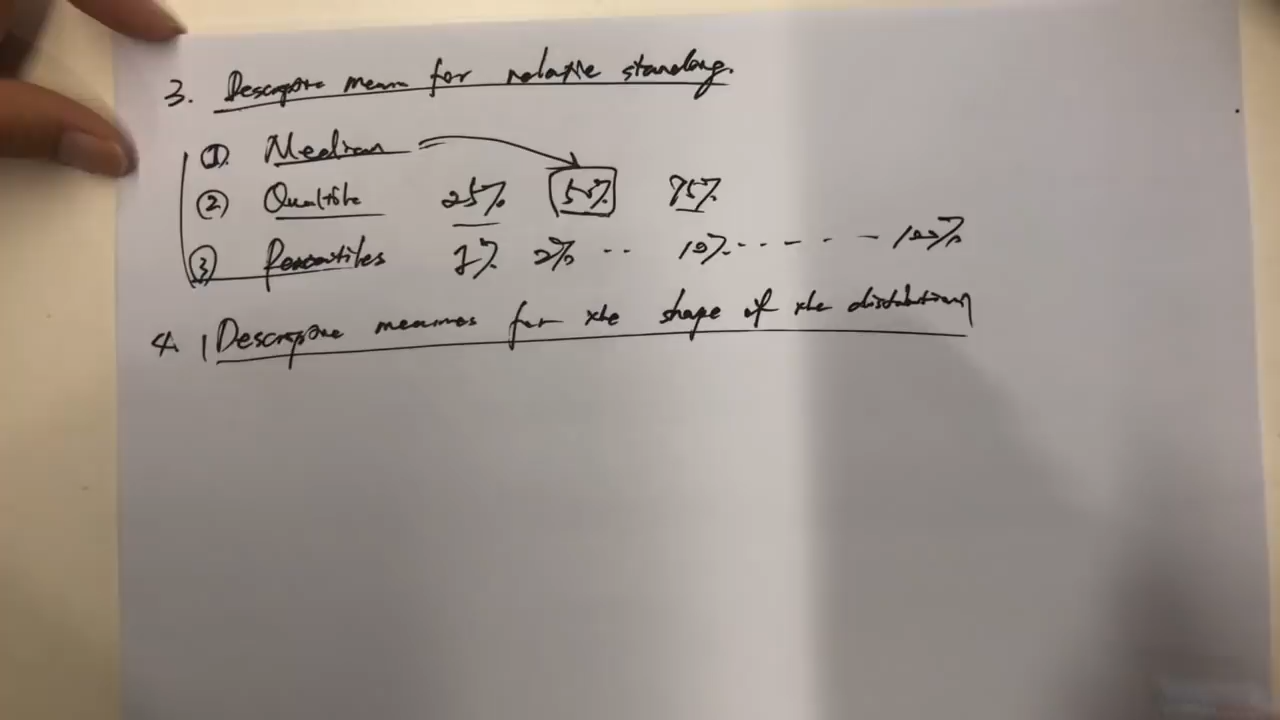 3. Descriptive measures for relative standing.
① Median
② Quartile 25% 50% 75%
③ Percentiles 1% 2% .. 10% - - - - - 100%
4. Descriptive measures for the shape of the distribution